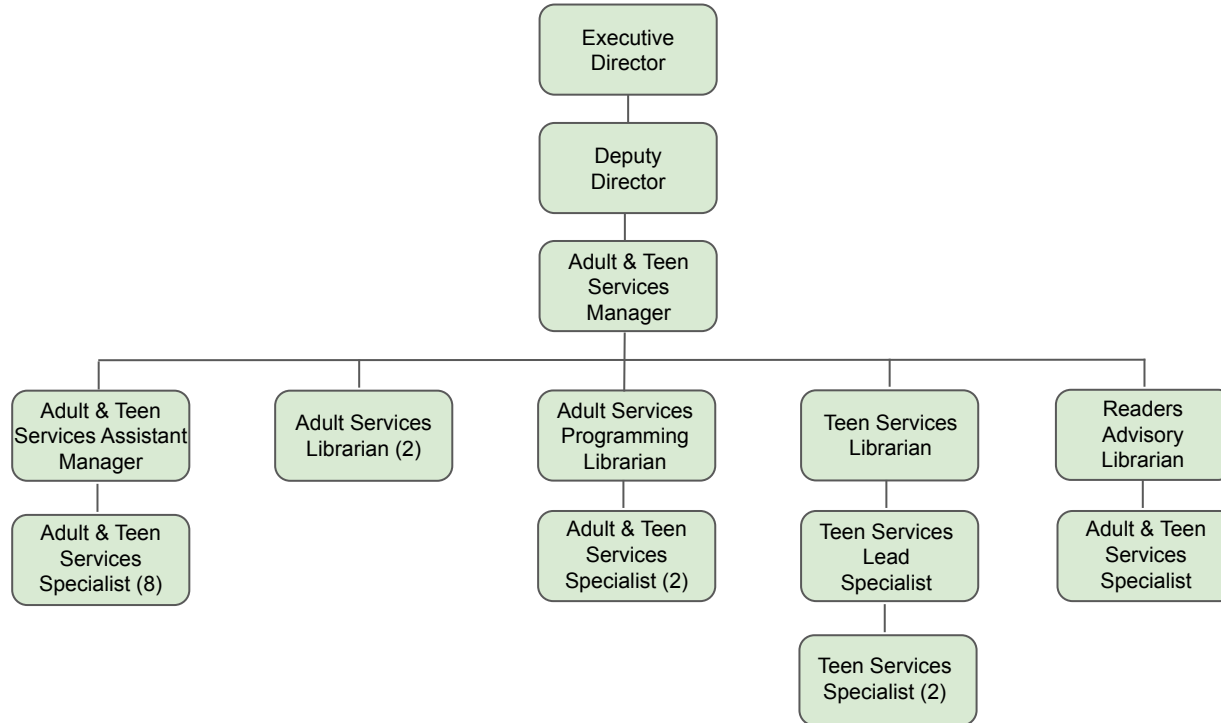 Executive
Director
Deputy
Director
Adult & Teen
Services
Manager
Adult & Teen
Services Assistant
Manager
Adult Services
Librarian (2)
Adult Services
Programming
Librarian
Teen Services
Librarian
Readers
Advisory
Librarian
Adult & Teen
Services
Specialist (8)
Adult & Teen
Services
Specialist (2)
Teen Services
Lead
Specialist
Adult & Teen
Services
Specialist
Teen Services
Specialist (2)